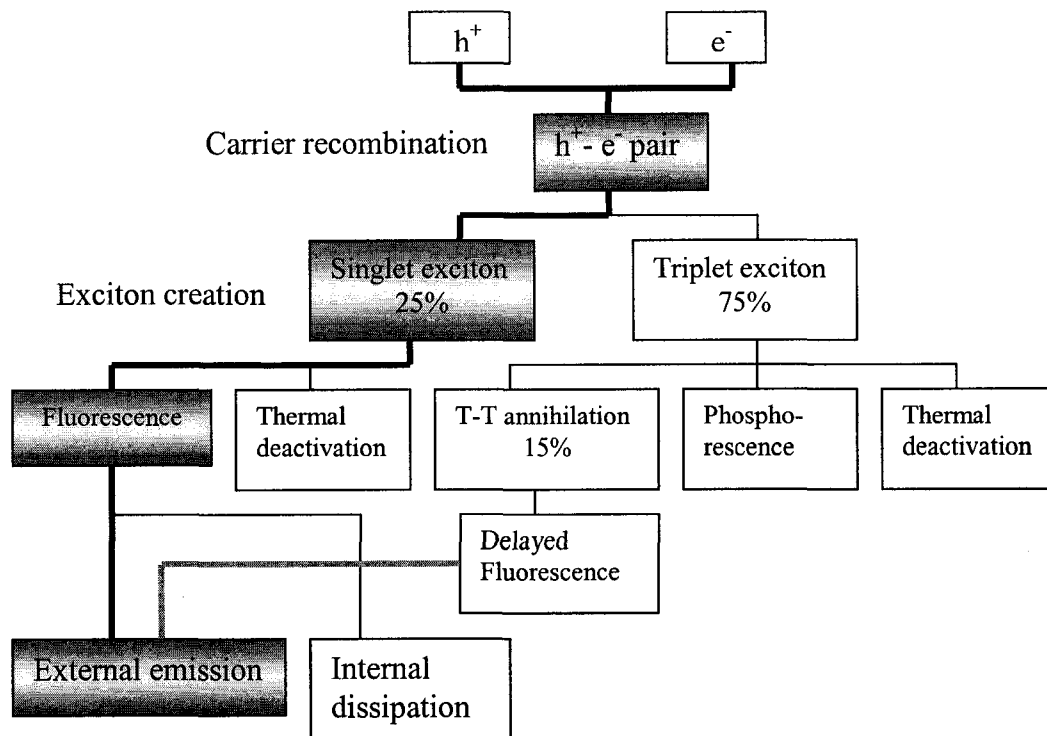 h⁺
e⁻
Carrier recombination
h⁺- e⁻ pair
Singlet exciton
25%
Triplet exciton
75%
Exciton creation
Fluorescence
Thermal
deactivation
T-T annihilation
15%
Phospho-
rescence
Thermal
deactivation
Delayed
Fluorescence
External emission
Internal
dissipation